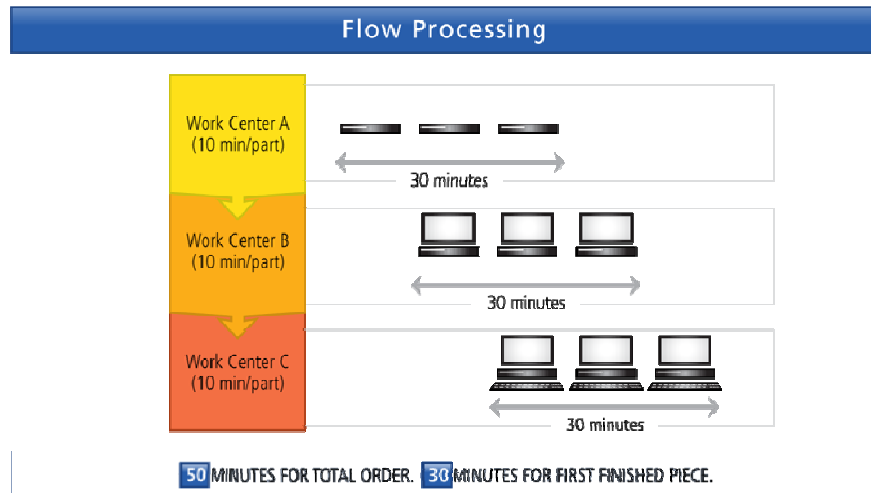 Flow Processing
Work Center A
(10 min/part)
30 minutes
Work Center B
(10 min/part)
30 minutes
Work Center C
(10 min/part)
30 minutes
50 MINUTES FOR TOTAL ORDER. 30 MINUTES FOR FIRST FINISHED PIECE.